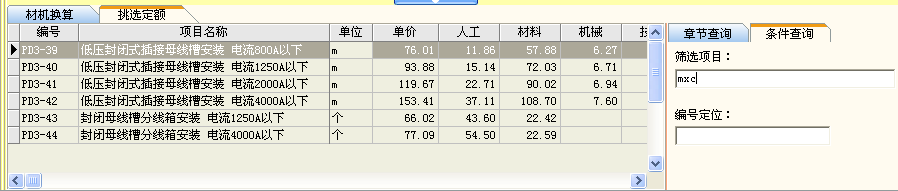 材机换算 挑选定额
编号 项目名称 单位 单价 人工 材料 机械
PD3-39 低压封闭式插接母线槽安装 电流800A以下 m 76.01 11.86 57.88 6.27
PD3-40 低压封闭式插接母线槽安装 电流1250A以下 m 93.88 15.14 72.03 6.71
PD3-41 低压封闭式插接母线槽安装 电流2000A以下 m 119.67 22.71 90.02 6.94
PD3-42 低压封闭式插接母线槽安装 电流4000A以下 m 153.41 37.11 108.70 7.60
PD3-43 封闭母线槽分线箱安装 电流1250A以下 个 66.02 43.60 22.42
PD3-44 封闭母线槽分线箱安装 电流4000A以下 个 77.09 54.50 22.59
章节查询 条件查询
筛选项目：
mxc
编号定位：